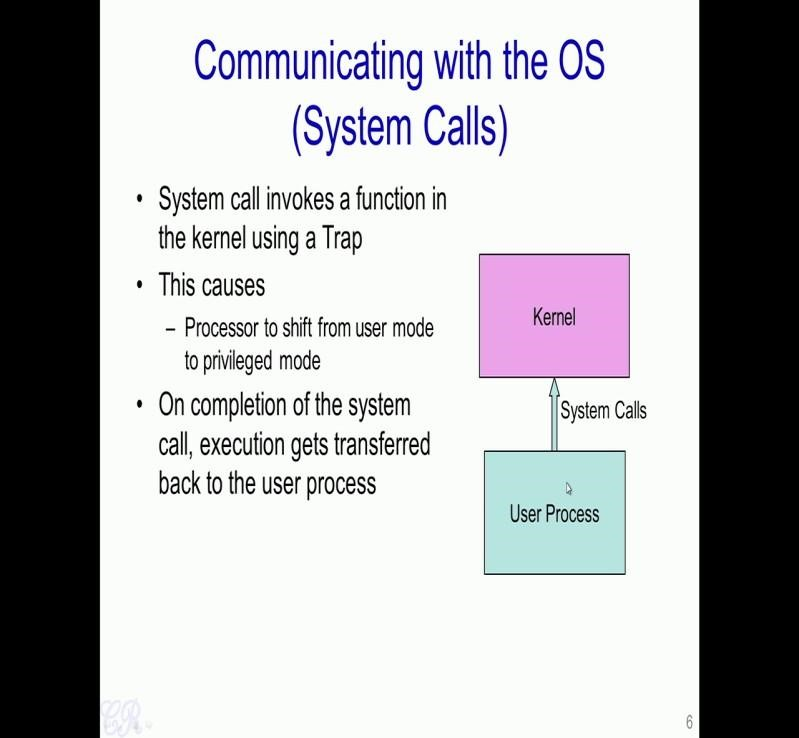 Communicating with the OS
(System Calls)
• System call invokes a function in
the kernel using a Trap
• This causes
– Processor to shift from user mode
to privileged mode
• On completion of the system
call, execution gets transferred
back to the user process
Kernel
System Calls
User Process
6